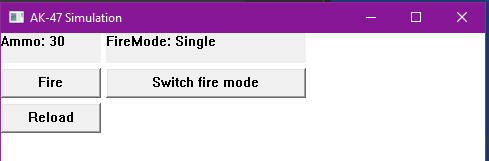 AK-47 Simulation
Ammo: 30 FireMode: Single
Fire Switch fire mode
Reload